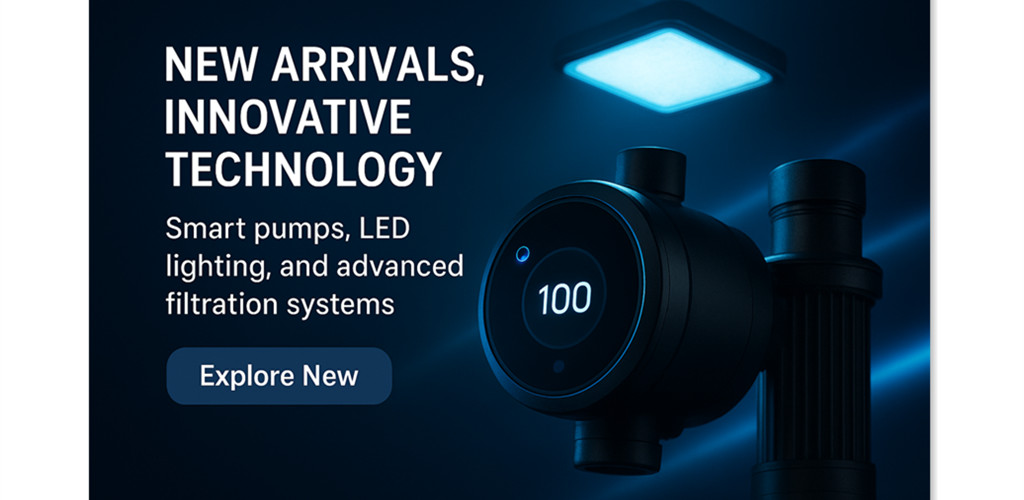 NEW ARRIVALS,
INNOVATIVE
TECHNOLOGY
Smart pumps, LED
lighting, and advanced
filtration systems
Explore New
100